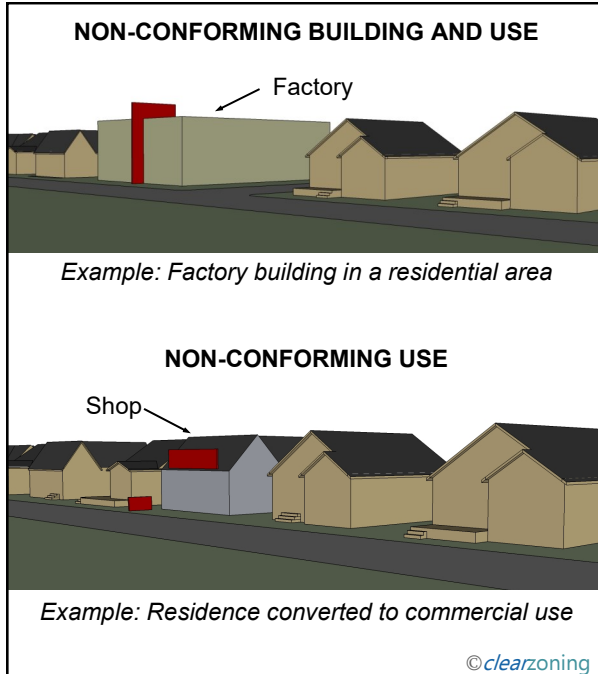 NON-CONFORMING BUILDING AND USE
Factory
Example: Factory building in a residential area
NON-CONFORMING USE
Shop
Example: Residence converted to commercial use
©clearzoning